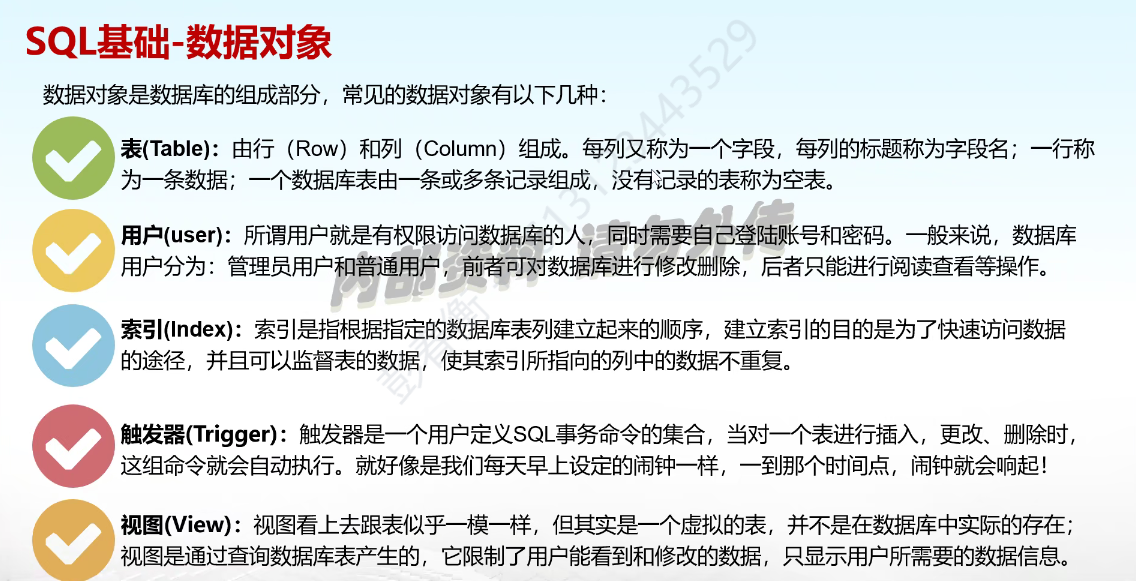 SQL基础-数据对象
数据对象是数据库的组成部分，常见的数据对象有以下几种：
表(Table)：由行（Row）和列（Column）组成。每列又称为一个字段，每列的标题称为字段名；一行称
为一条数据；一个数据库表由一条或多条记录组成，没有记录的表称为空表。
用户(user)：所谓用户就是有权限访问数据库的人，同时需要自己登陆账号和密码。一般来说，数据库
用户分为：管理员用户和普通用户，前者可对数据库进行修改删除，后者只能进行阅读查看等操作。
索引(Index)：索引是指根据指定的数据库表列建立起来的顺序，建立索引的目的是为了快速访问数据
的途径，并且可以监督表的数据，使其索引所指向的列中的数据不重复。
触发器(Trigger)：触发器是一个用户定义SQL事务命令的集合，当对一个表进行插入，更改、删除时，
这组命令就会自动执行。就好像是我们每天早上设定的闹钟一样，一到那个时间点，闹钟就会响起！
视图(View)：视图看上去跟表似乎一模一样，但其实是一个虚拟的表，并不是在数据库中实际的存在；
视图是通过查询数据库表产生的，它限制了用户能看到和修改的数据，只显示用户所需要的数据信息。
内部资料 请勿外传